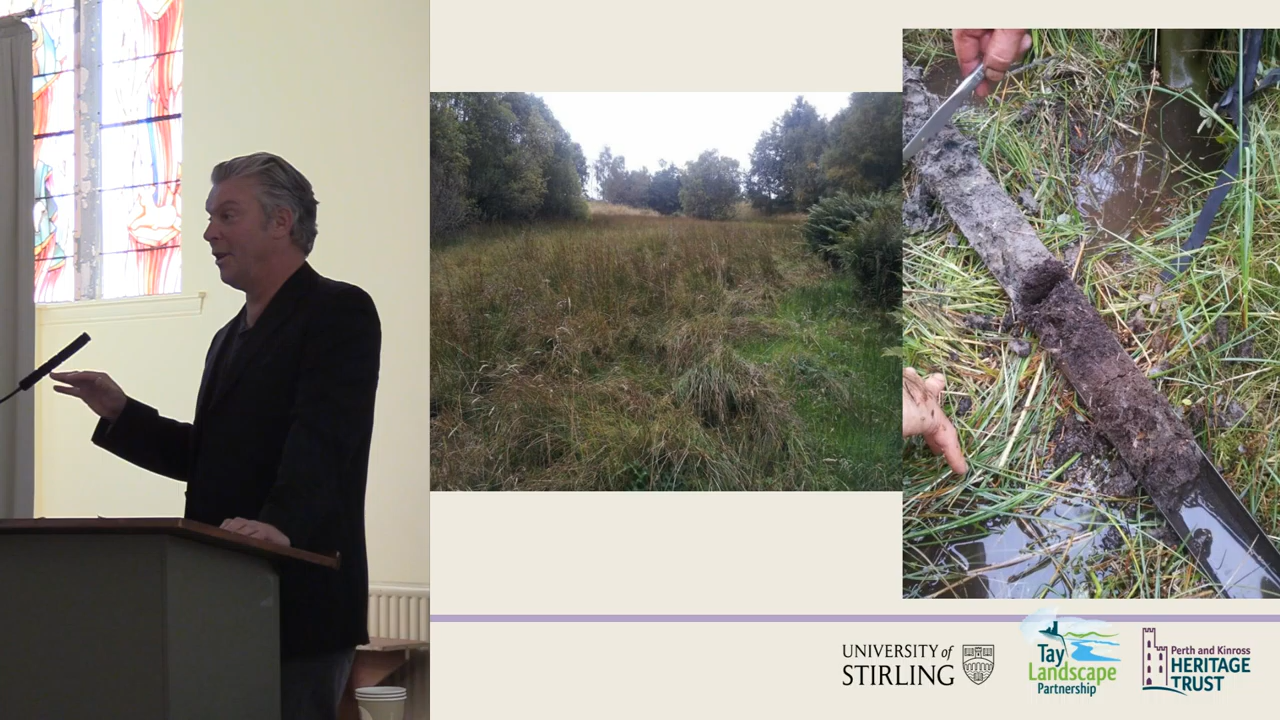 UNIVERSITY of
STIRLING
Tay
Landscape
Partnership
Perth and Kinross
HERITAGE
TRUST